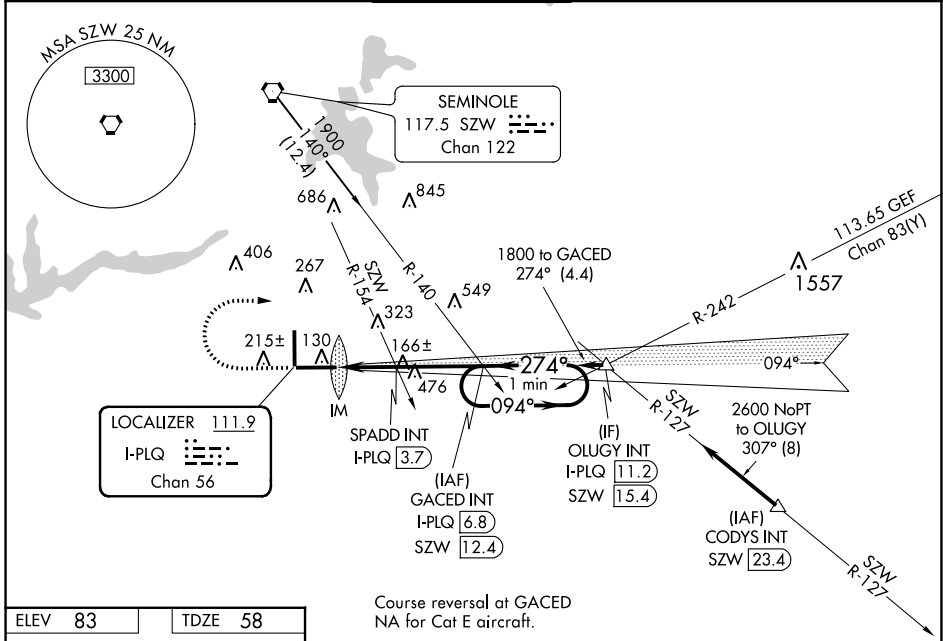 MSA SZW 25 NM
3300
SEMINOLE
117.5 SZW
Chan 122
1900
140°
(12.4)
686
845
113.65 GEF
Chan 83(Y)
1557
406
267
SZW
R-154
R-140
1800 to GACED
274° (4.4)
R-242
549
323
215±
130
166±
476
274°
1 min
094°
094°
IM
LOCALIZER 111.9
I-PLQ
Chan 56
SPADD INT
I-PLQ 3.7
(IAF)
GACED INT
I-PLQ 6.8
SZW 12.4
(IF)
OLUGY INT
I-PLQ 11.2
SZW 15.4
SZW
R-127
2600 NoPT
to OLUGY
307° (8)
(IAF)
CODYS INT
SZW 23.4
SZW
R-127
Course reversal at GACED
NA for Cat E aircraft.
ELEV 83
TDZE 58